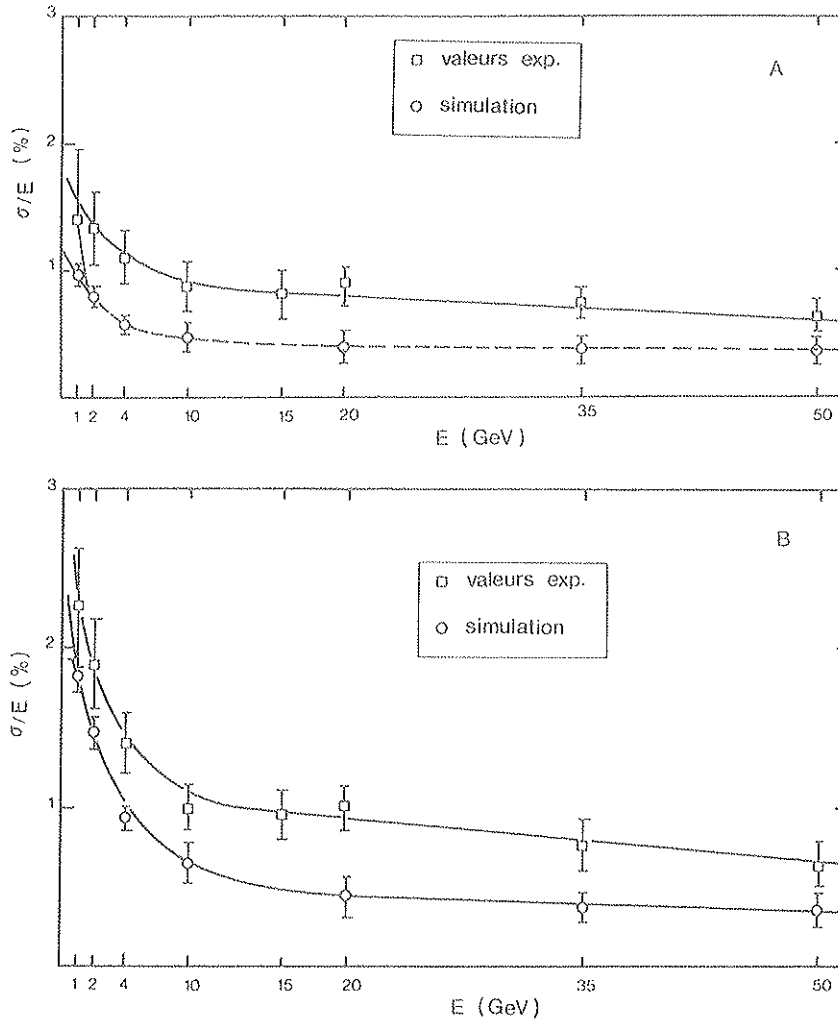 3
A
□ valeurs exp.
○ simulation
2
σ/E (%)
1
1 2 4 10 15 20 35 50
E (GeV)
3
B
□ valeurs exp.
○ simulation
2
σ/E (%)
1
1 2 4 10 15 20 35 50
E (GeV)